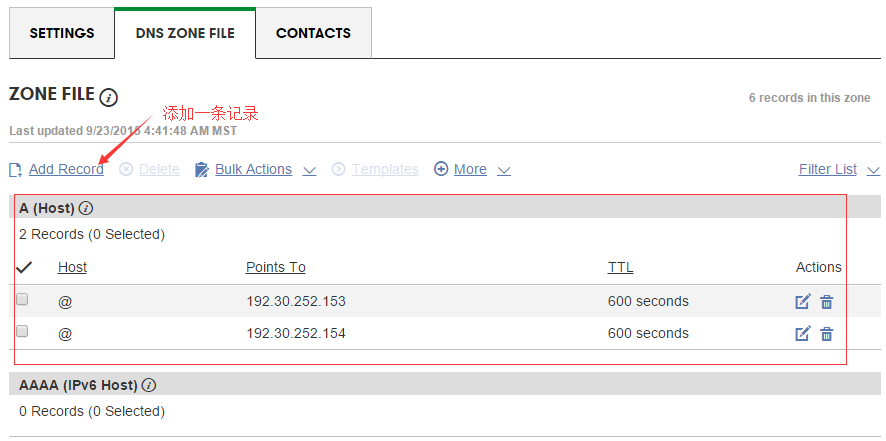 SETTINGS DNS ZONE FILE CONTACTS
ZONE FILE
6 records in this zone
添加一条记录
Last updated 9/23/2015 4:41:48 AM MST
Add Record Delete Bulk Actions Templates More Filter List
A (Host)
2 Records (0 Selected)
Host Points To TTL Actions
@ 192.30.252.153 600 seconds
@ 192.30.252.154 600 seconds
AAAA (IPv6 Host)
0 Records (0 Selected)